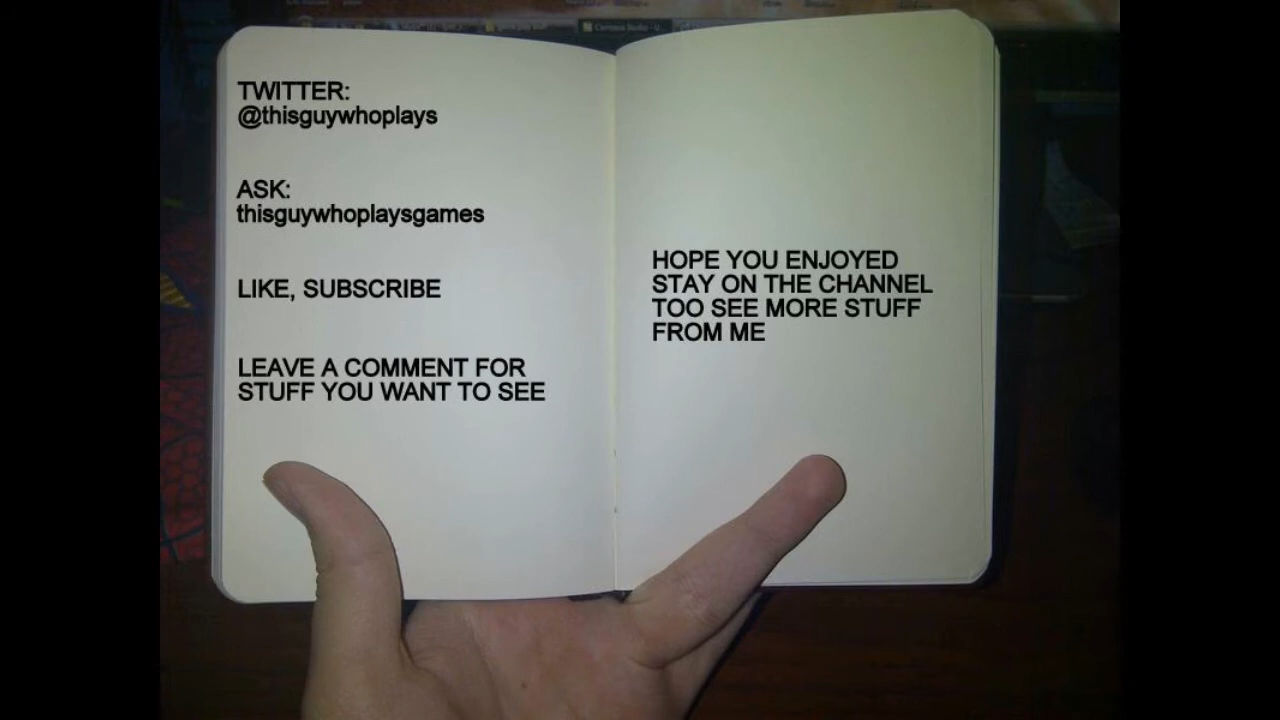 TWITTER:
@thisguywhoplays
ASK:
thisguywhoplaysgames
LIKE, SUBSCRIBE
LEAVE A COMMENT FOR
STUFF YOU WANT TO SEE
HOPE YOU ENJOYED
STAY ON THE CHANNEL
TOO SEE MORE STUFF
FROM ME